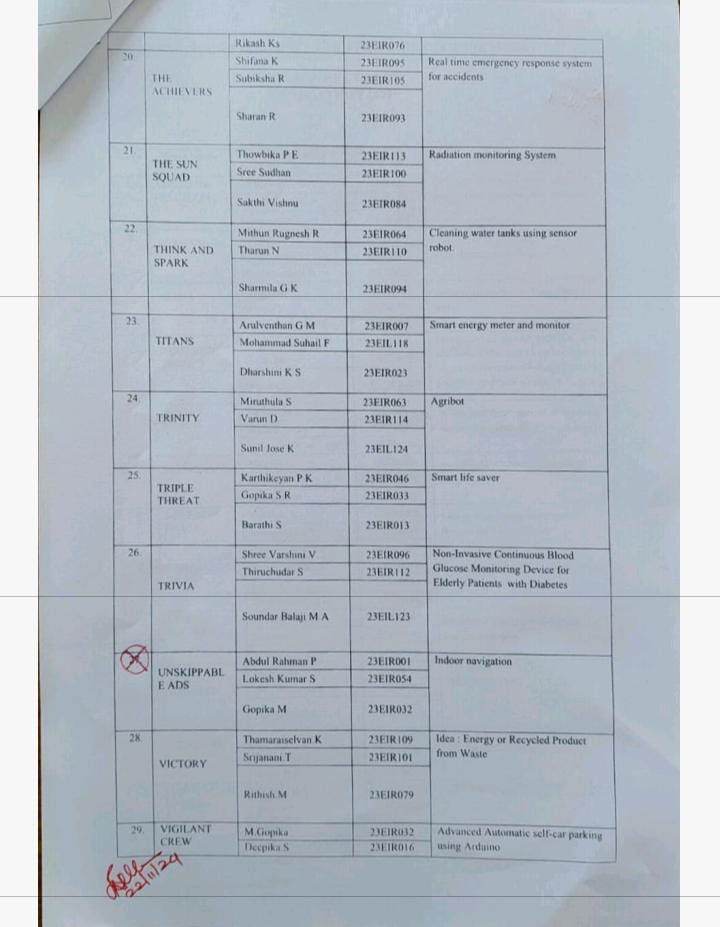 Rikash Ks 23EIR076
20. THE ACHIEVERS Shifana K 23EIR095 Real time emergency response system for accidents
Subiksha R 23EIR105
Sharan R 23EIR093
21. THE SUN SQUAD Thowbika P E 23EIR113 Radiation monitoring System
Sree Sudhan 23EIR100
Sakthi Vishnu 23EIR084
22. THINK AND SPARK Mithun Rugnesh R 23EIR064 Cleaning water tanks using sensor robot.
Tharun N 23EIR110
Sharmila G K 23EIR094
23. TITANS Arulventhan G M 23EIR007 Smart energy meter and monitor
Mohammad Suhail F 23EIL118
Dharshini K S 23EIR023
24. TRINITY Miruthula S 23EIR063 Agribot
Varun D 23EIR114
Sunil Jose K 23EIL124
25. TRIPLE THREAT Karthikeyan P K 23EIR046 Smart life saver
Gopika S R 23EIR033
Barathi S 23EIR013
26. TRIVIA Shree Varshini V 23EIR096 Non-Invasive Continuous Blood Glucose Monitoring Device for Elderly Patients with Diabetes
Thiruchudar S 23EIR112
Soundar Balaji M A 23EIL123
UNSKIPPABL E ADS Abdul Rahman P 23EIR001 Indoor navigation
Lokesh Kumar S 23EIR054
Gopika M 23EIR032
28. VICTORY Thamaraiselvan K 23EIR109 Idea : Energy or Recycled Product from Waste
Srijanani T 23EIR101
Rithish M 23EIR079
29. VIGILANT CREW M.Gopika 23EIR032 Advanced Automatic self-car parking using Arduino
Deepika S 23EIR016
22/11/24